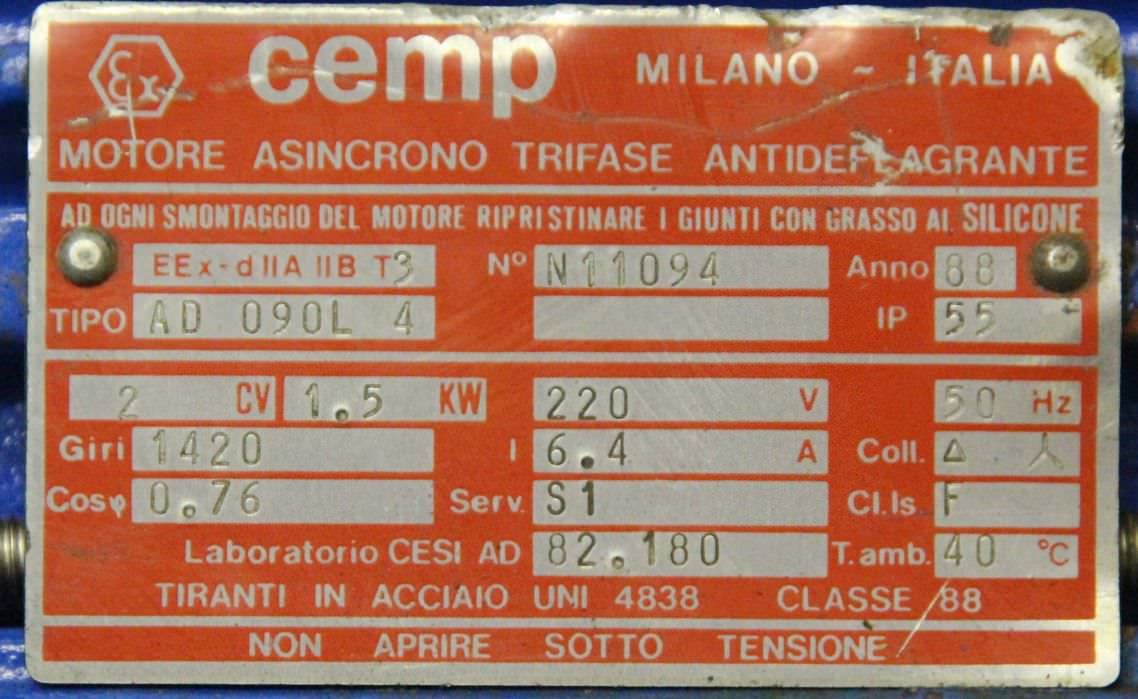 Ex cemp MILANO - ITALIA
MOTORE ASINCRONO TRIFASE ANTIDEFLAGRANTE
AD OGNI SMONTAGGIO DEL MOTORE RIPRISTINARE I GIUNTI CON GRASSO AL SILICONE
EEx-d IIA IIB T3 N° N11094 Anno 88
TIPO AD 090L 4 IP 55
2 CV 1.5 KW 220 V 50 Hz
Giri 1420 I 6.4 A Coll. Δ ⅄
Cosφ 0.76 Serv. S1 Cl.Is. F
Laboratorio CESI AD 82.180 T.amb. 40 °C
TIRANTI IN ACCIAIO UNI 4838 CLASSE 88
NON APRIRE SOTTO TENSIONE